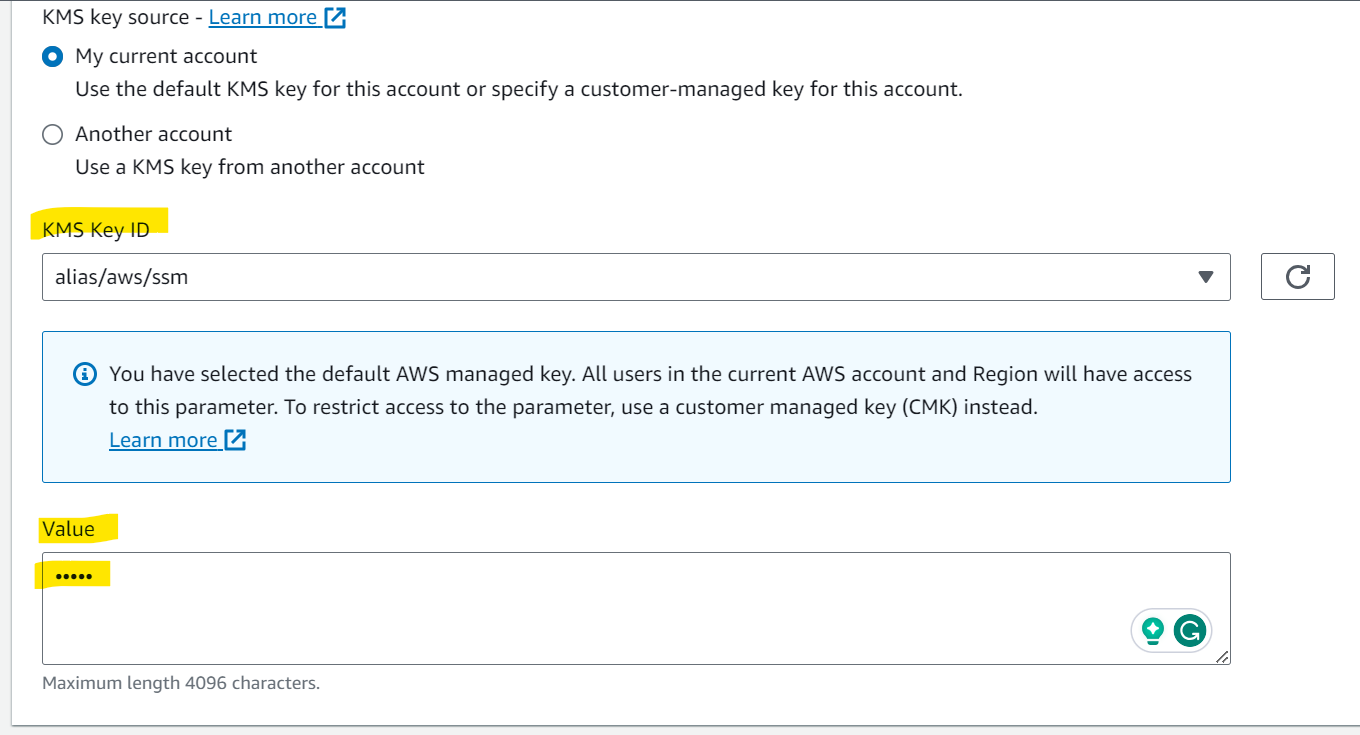 KMS key source - Learn more
My current account
Use the default KMS key for this account or specify a customer-managed key for this account.
Another account
Use a KMS key from another account
KMS Key ID
alias/aws/ssm
You have selected the default AWS managed key. All users in the current AWS account and Region will have access
to this parameter. To restrict access to the parameter, use a customer managed key (CMK) instead.
Learn more
Value
•••••
Maximum length 4096 characters.